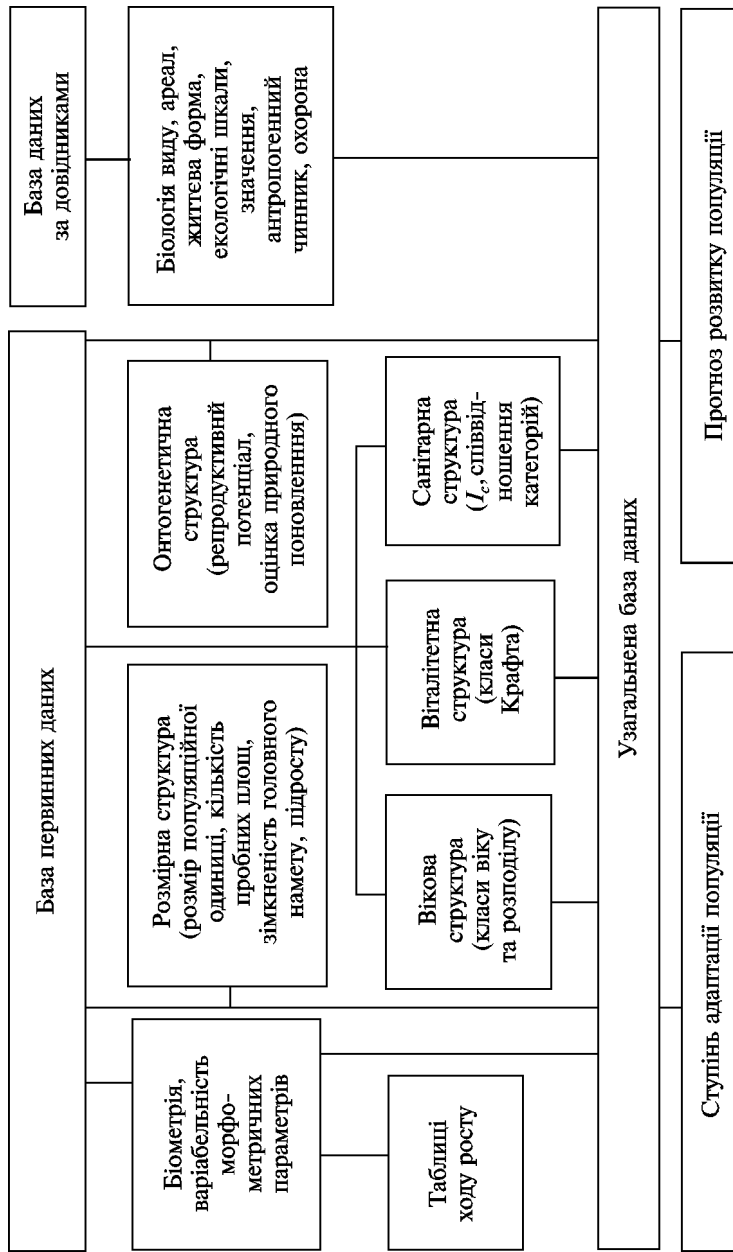 База первинних даних
База даних
за довідниками
Біометрія,
варіабельність
морфо-
метричних
параметрів
Розмірна структура
(розмір популяційної
одиниці, кількість
пробних площ,
зімкненість головного
намету, підросту)
Онтогенетична
структура
(репродуктивнй
потенціал,
оцінка природного
поновленння)
Біологія виду, ареал,
життєва форма,
екологічні шкали,
значення,
антропогенний
чинник, охорона
Таблиці
ходу росту
Вікова
структура
(класи віку
та розподілу)
Віталітетна
структура
(класи
Крафта)
Санітарна
структура
(I_c, співвід-
ношення
категорій)
Узагальнена база даних
Ступінь адаптації популяції
Прогноз розвитку популяції